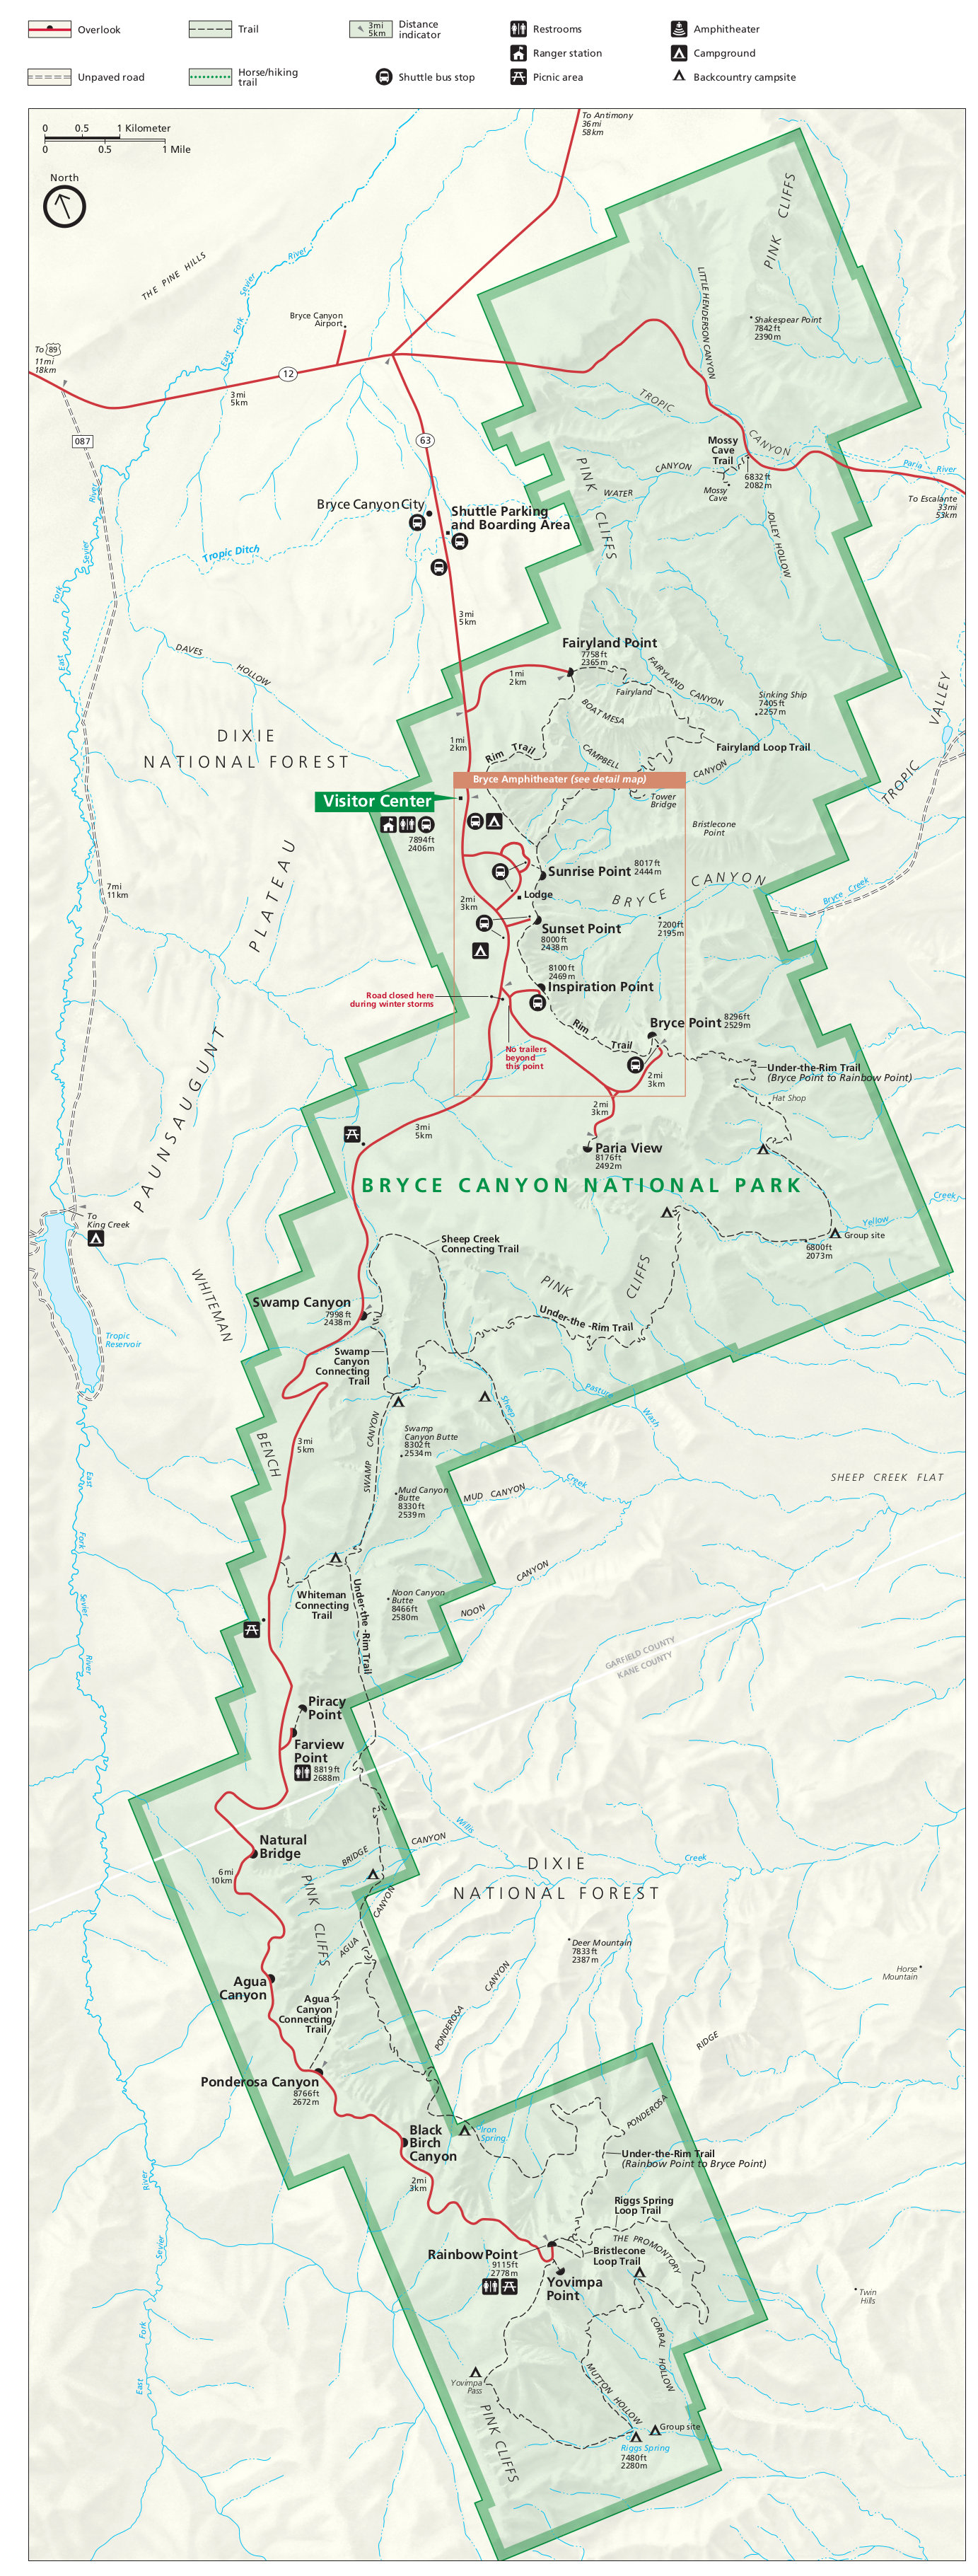 Overlook
Trail
3mi
5km
Distance
indicator
Restrooms
Amphitheater
Ranger station
Campground
Unpaved road
Horse/hiking
trail
Shuttle bus stop
Picnic area
Backcountry campsite
0 0.5 1 Kilometer
0 0.5 1 Mile
North
To Antimony
36mi
58km
PINK CLIFFS
THE PINE HILLS
East Fork Sevier River
Bryce Canyon
Airport
LITTLE HENDERSON CANYON
Shakespear Point
7842ft
2390m
To 89
11mi
18km
12
3mi
5km
TROPIC CANYON
087
63
Mossy
Cave
Trail
PINK CLIFFS
WATER CANYON
Mossy
Cave
6832ft
2082m
Paria River
To Escalante
33mi
53km
Bryce Canyon City
Shuttle Parking
and Boarding Area
JOLLEY HOLLOW
Tropic Ditch
East Fork Sevier River
3mi
5km
DAVES HOLLOW
Fairyland Point
7758ft
2365m
1mi
2km
Fairyland
FAIRYLAND CANYON
Sinking Ship
7405ft
2257m
BOAT MESA
DIXIE
NATIONAL FOREST
1mi
2km
Rim Trail
CAMPBELL CANYON
Fairyland Loop Trail
TROPIC VALLEY
Bryce Amphitheater (see detail map)
Visitor Center
7894ft
2406m
Tower
Bridge
Bristlecone
Point
Sunrise Point
8017ft
2444m
Lodge
BRYCE CANYON
Bryce Creek
7mi
11km
2mi
3km
Sunset Point
8000ft
2438m
7200ft
2195m
8100ft
2469m
Inspiration Point
Road closed here
during winter storms
Rim Trail
Bryce Point
8296ft
2529m
No trailers
beyond
this point
Under-the-Rim Trail
(Bryce Point to Rainbow Point)
2mi
3km
Hat Shop
2mi
3km
3mi
5km
Paria View
8176ft
2492m
PAUNSAUGUNT PLATEAU
BRYCE CANYON NATIONAL PARK
To
King Creek
Yellow Creek
Group site
6800ft
2073m
Sheep Creek
Connecting Trail
PINK CLIFFS
WHITEMAN BENCH
Swamp Canyon
7998ft
2438m
Under-the-Rim Trail
Tropic
Reservoir
Swamp
Canyon
Connecting
Trail
Pasture Wash
Sheep Creek
SWAMP CANYON
Swamp
Canyon Butte
8302ft
2534m
3mi
5km
SHEEP CREEK FLAT
Mud Canyon
Butte
8330ft
2539m
MUD CANYON
East Fork Sevier River
Whiteman
Connecting
Trail
Under-the-Rim Trail
Noon Canyon
Butte
8466ft
2580m
NOON CANYON
GARFIELD COUNTY
KANE COUNTY
Piracy
Point
Farview
Point
8819ft
2688m
Willis Creek
Natural
Bridge
BRIDGE CANYON
6mi
10km
DIXIE
NATIONAL FOREST
PINK CLIFFS
AGUA CANYON
Deer Mountain
7833ft
2387m
Horse
Mountain
Agua
Canyon
Agua
Canyon
Connecting
Trail
PONDEROSA CANYON
PONDEROSA RIDGE
Ponderosa Canyon
8766ft
2672m
Black
Birch
Canyon
Iron
Spring
Under-the-Rim Trail
(Rainbow Point to Bryce Point)
2mi
3km
Riggs Spring
Loop Trail
THE PROMONTORY
Rainbow Point
9115ft
2778m
Bristlecone
Loop Trail
Yovimpa
Point
East Fork Sevier River
Twin
Hills
CORRAL HOLLOW
Yovimpa
Pass
MUTTON HOLLOW
PINK CLIFFS
Group site
Riggs Spring
7480ft
2280m